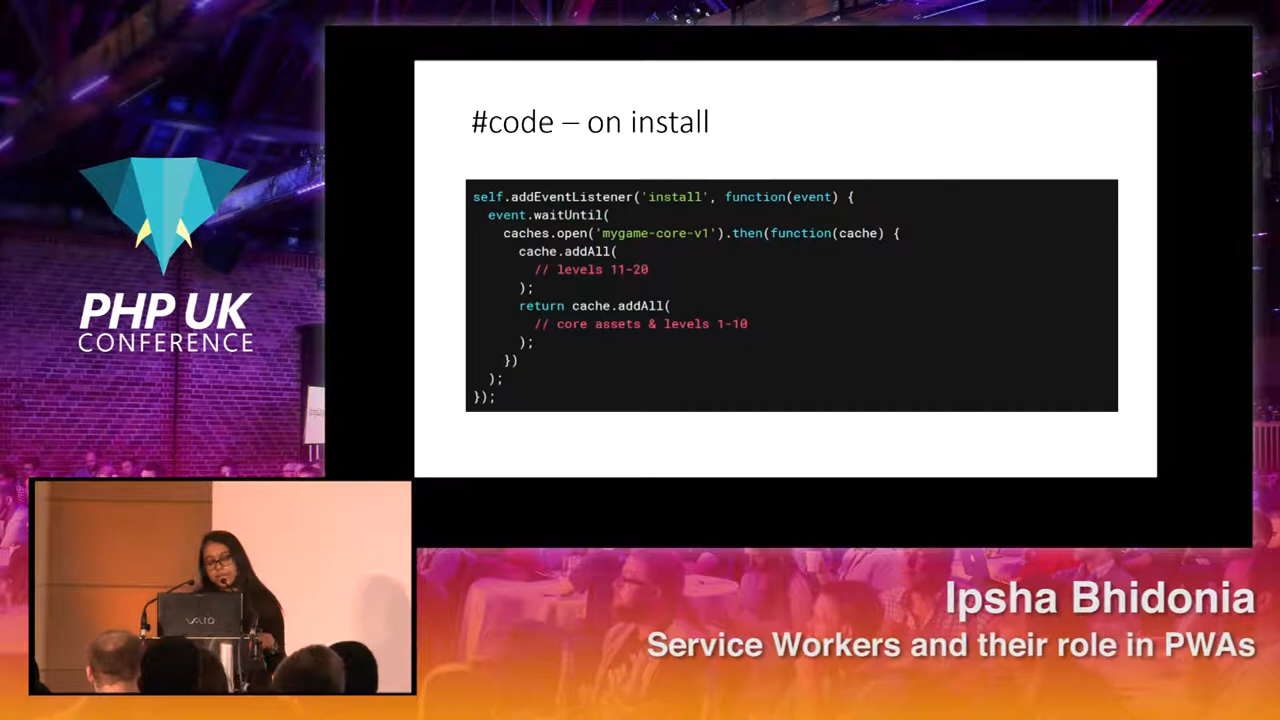 PHP UK
CONFERENCE
#code – on install
self.addEventListener('install', function(event) {
  event.waitUntil(
    caches.open('mygame-core-v1').then(function(cache) {
      cache.addAll(
        // levels 11-20
      );
      return cache.addAll(
        // core assets & levels 1-10
      );
    })
  );
});
VAIO
Ipsha Bhidonia
Service Workers and their role in PWAs